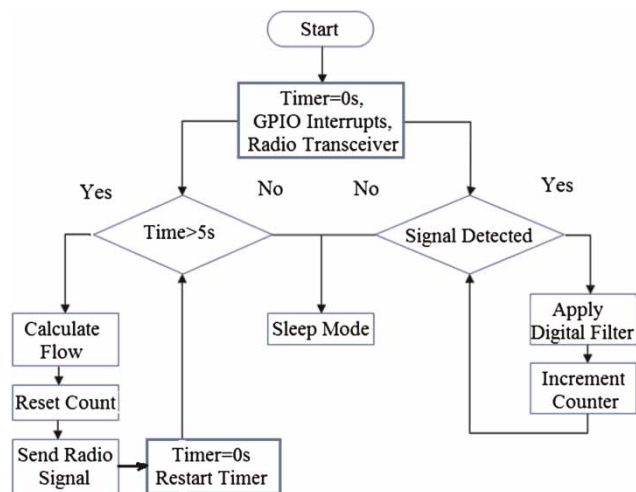 Start
Timer=0s,
GPIO Interrupts,
Radio Transceiver
Yes
No
No
Yes
Time>5s
Signal Detected
Calculate
Flow
Sleep Mode
Apply
Digital Filter
Reset Count
Increment
Counter
Send Radio
Signal
Timer=0s
Restart Timer